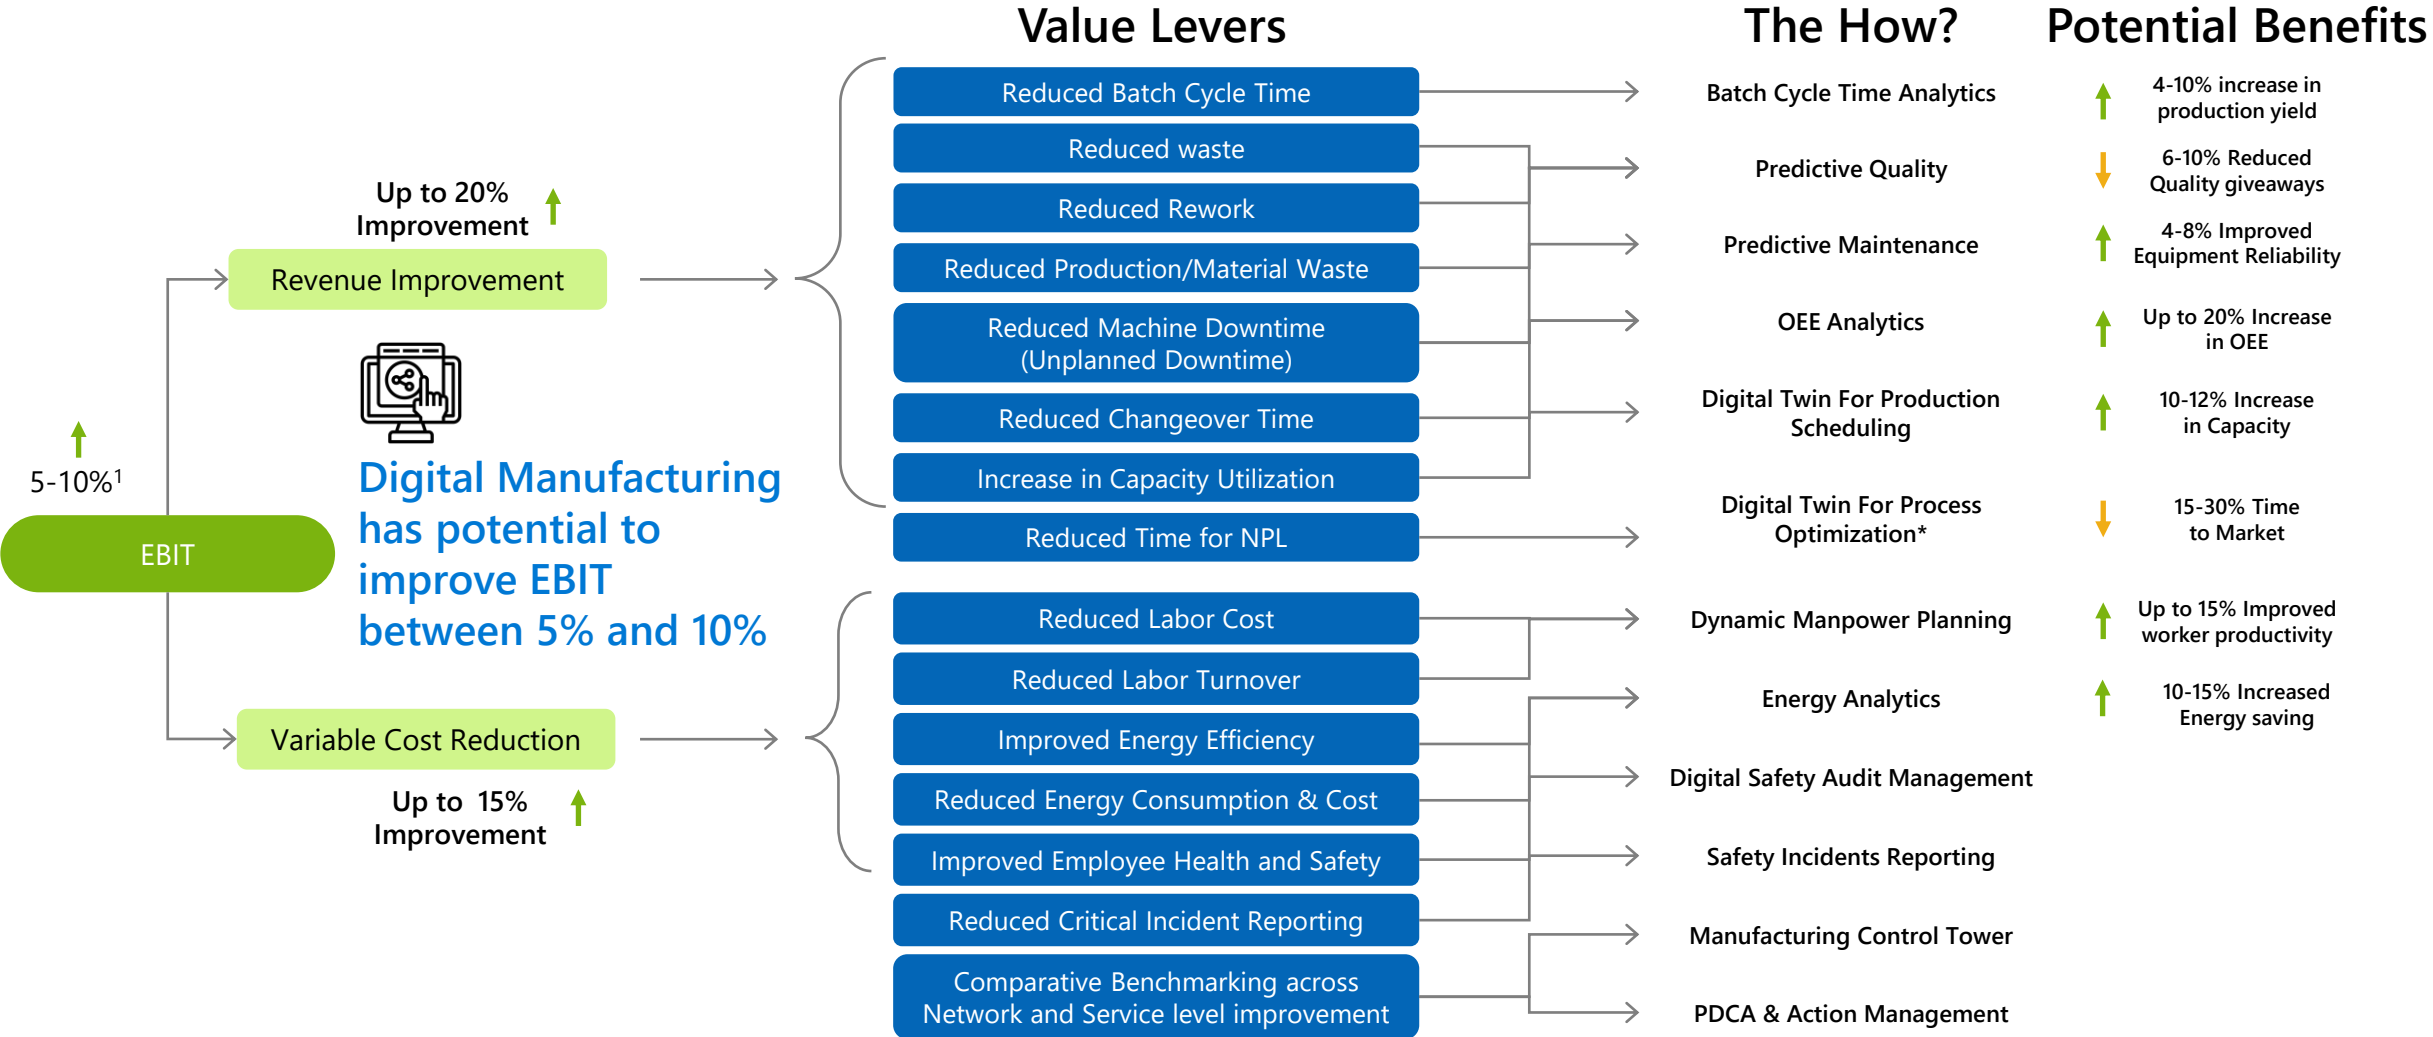 Value Levers
The How?
Potential Benefits
Up to 20%
Improvement
Revenue Improvement
5-10%¹
EBIT
Digital Manufacturing
has potential to
improve EBIT
between 5% and 10%
Variable Cost Reduction
Up to 15%
Improvement
Reduced Batch Cycle Time
Reduced waste
Reduced Rework
Reduced Production/Material Waste
Reduced Machine Downtime
(Unplanned Downtime)
Reduced Changeover Time
Increase in Capacity Utilization
Reduced Time for NPL
Reduced Labor Cost
Reduced Labor Turnover
Improved Energy Efficiency
Reduced Energy Consumption & Cost
Improved Employee Health and Safety
Reduced Critical Incident Reporting
Comparative Benchmarking across
Network and Service level improvement
Batch Cycle Time Analytics
Predictive Quality
Predictive Maintenance
OEE Analytics
Digital Twin For Production
Scheduling
Digital Twin For Process
Optimization*
Dynamic Manpower Planning
Energy Analytics
Digital Safety Audit Management
Safety Incidents Reporting
Manufacturing Control Tower
PDCA & Action Management
4-10% increase in
production yield
6-10% Reduced
Quality giveaways
4-8% Improved
Equipment Reliability
Up to 20% Increase
in OEE
10-12% Increase
in Capacity
15-30% Time
to Market
Up to 15% Improved
worker productivity
10-15% Increased
Energy saving